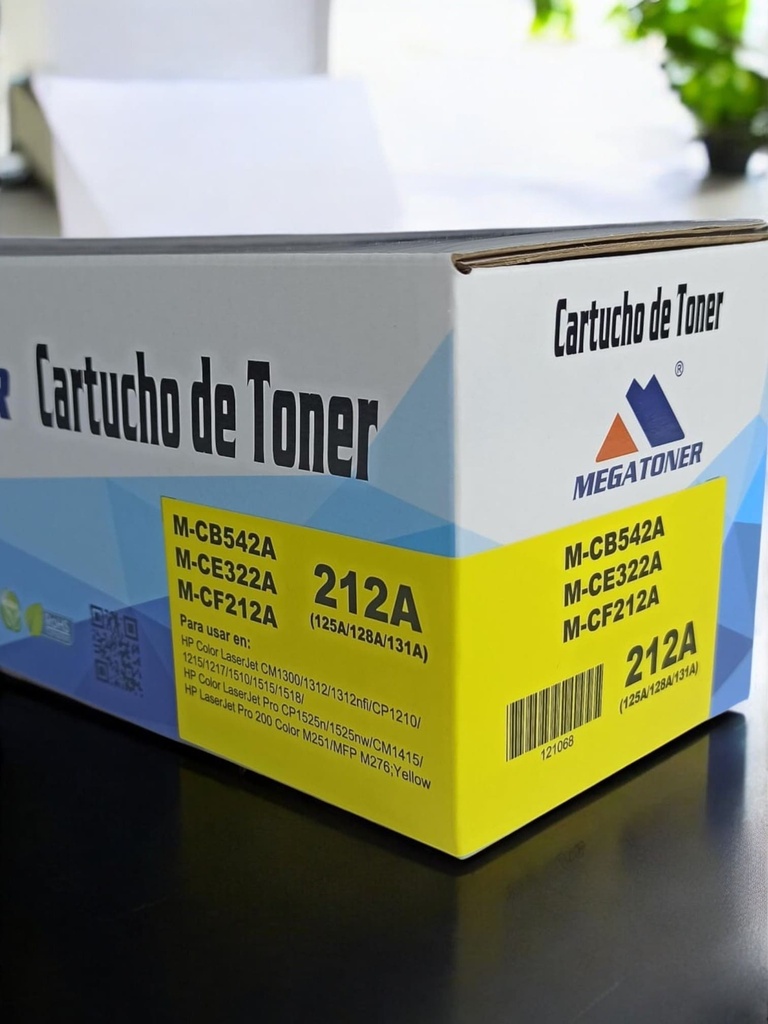 R
Cartucho de Toner
M-CB542A
M-CE322A
M-CF212A
212A
(125A/128A/131A)
Para usar en:
HP Color LaserJet CM1300/1312/1312nfi/CP1210/
1215/1217/1510/1515/1518/
HP Color LaserJet Pro CP1525n/1525nw/CM1415/
HP LaserJet Pro 200 Color M251/MFP M276;Yellow
Cartucho de Toner
®
MEGATONER
M-CB542A
M-CE322A
M-CF212A
212A
(125A/128A/131A)
121068